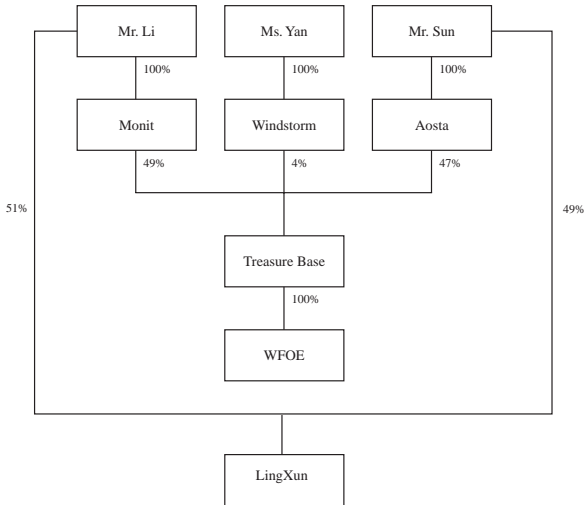 Mr. Li
Ms. Yan
Mr. Sun
100%
100%
100%
Monit
Windstorm
Aosta
49%
4%
47%
51%
49%
Treasure Base
100%
WFOE
LingXun